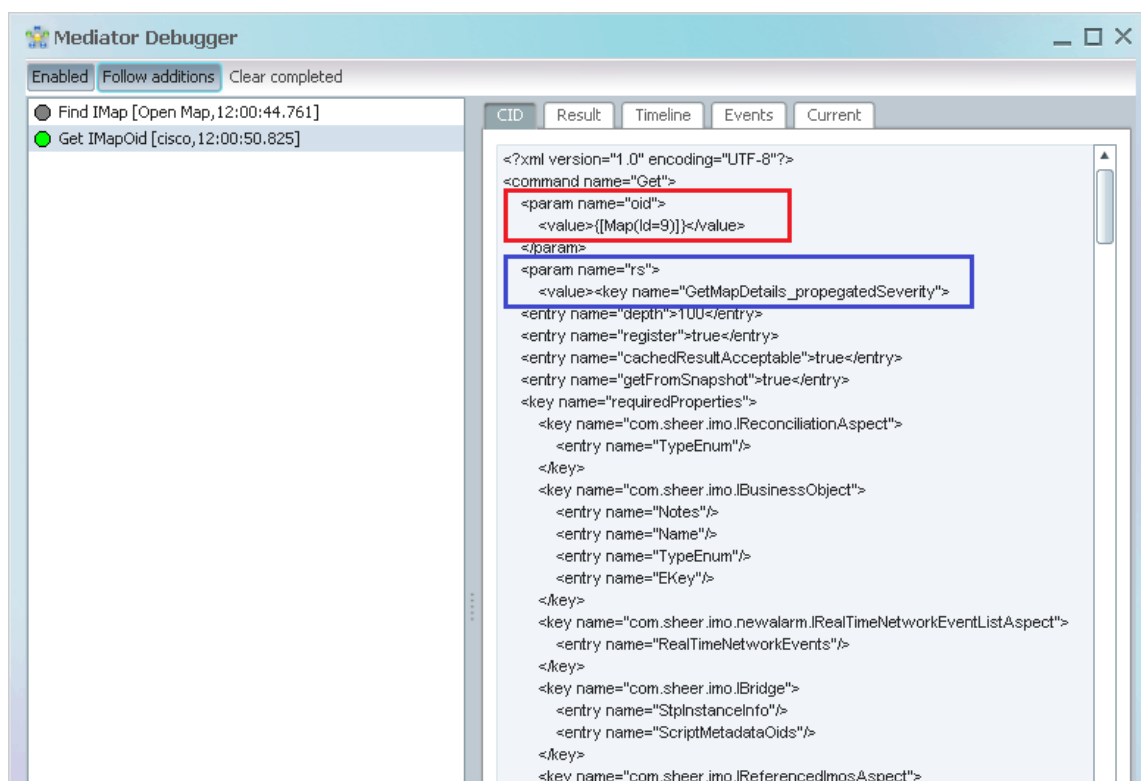 Mediator Debugger
Enabled Follow additions Clear completed
Find IMap [Open Map,12:00:44.761]
Get IMapOid [cisco,12:00:50.825]
CID Result Timeline Events Current
<?xml version="1.0" encoding="UTF-8"?>
<command name="Get">
<param name="oid">
<value>{[Map(Id=9)]}</value>
</param>
<param name="rs">
<value><key name="GetMapDetails_propegatedSeverity">
<entry name="depth">100</entry>
<entry name="register">true</entry>
<entry name="cachedResultAcceptable">true</entry>
<entry name="getFromSnapshot">true</entry>
<key name="requiredProperties">
<key name="com.sheer.imo.IReconciliationAspect">
<entry name="TypeEnum"/>
</key>
<key name="com.sheer.imo.IBusinessObject">
<entry name="Notes"/>
<entry name="Name"/>
<entry name="TypeEnum"/>
<entry name="EKey"/>
</key>
<key name="com.sheer.imo.newalarm.IRealTimeNetworkEventListAspect">
<entry name="RealTimeNetworkEvents"/>
</key>
<key name="com.sheer.imo.IBridge">
<entry name="StpInstanceInfo"/>
<entry name="ScriptMetadataOids"/>
</key>
<key name="com.sheer.imo.IReferencedImosAspect">